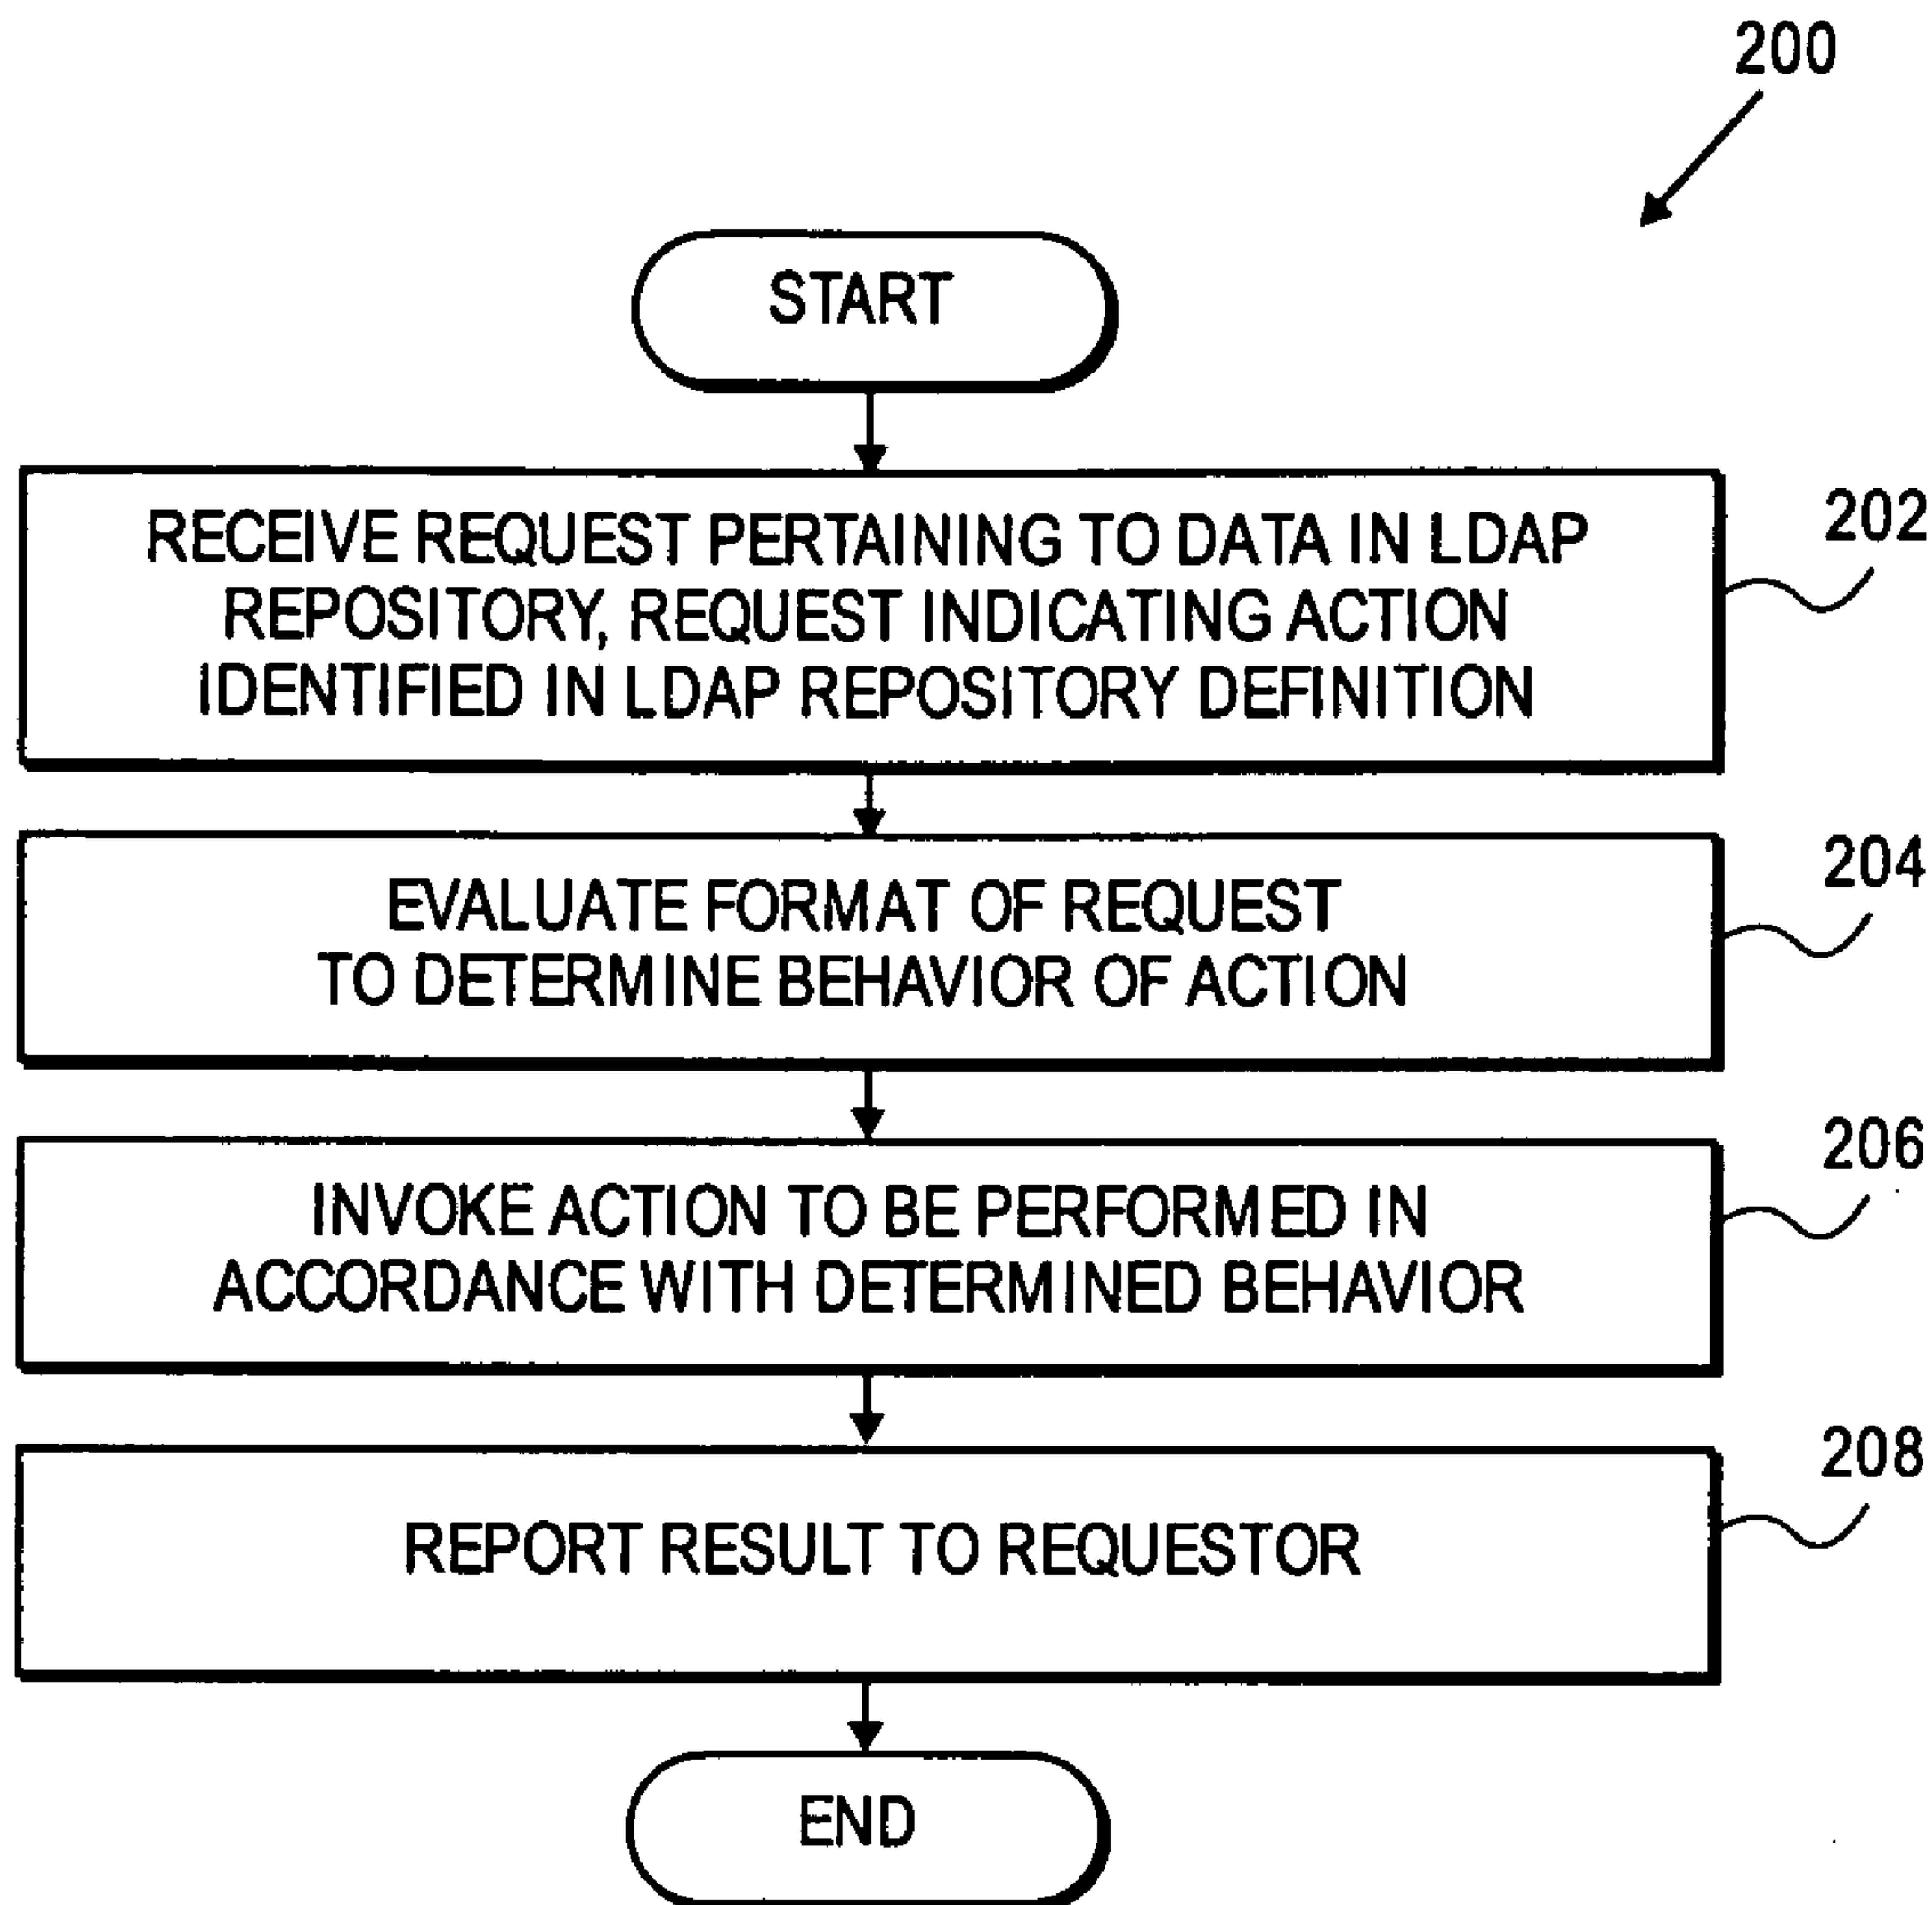 200
START
RECEIVE REQUEST PERTAINING TO DATA IN LDAP
REPOSITORY, REQUEST INDICATING ACTION
IDENTIFIED IN LDAP REPOSITORY DEFINITION
202
EVALUATE FORMAT OF REQUEST
TO DETERMINE BEHAVIOR OF ACTION
204
INVOKE ACTION TO BE PERFORMED IN
ACCORDANCE WITH DETERMINED BEHAVIOR
206
REPORT RESULT TO REQUESTOR
208
END